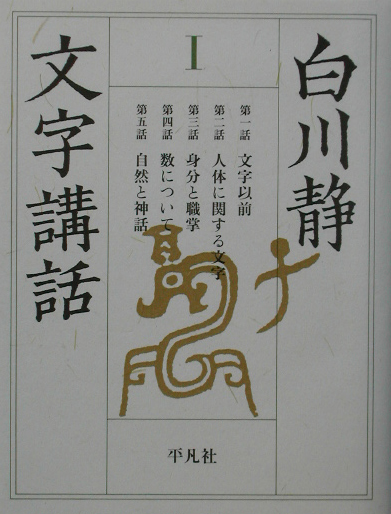 白川静
Ⅰ
第一話 文字以前
第二話 人体に関する文字
第三話 身分と職掌
第四話 数について
第五話 自然と神話
文字講話
平凡社